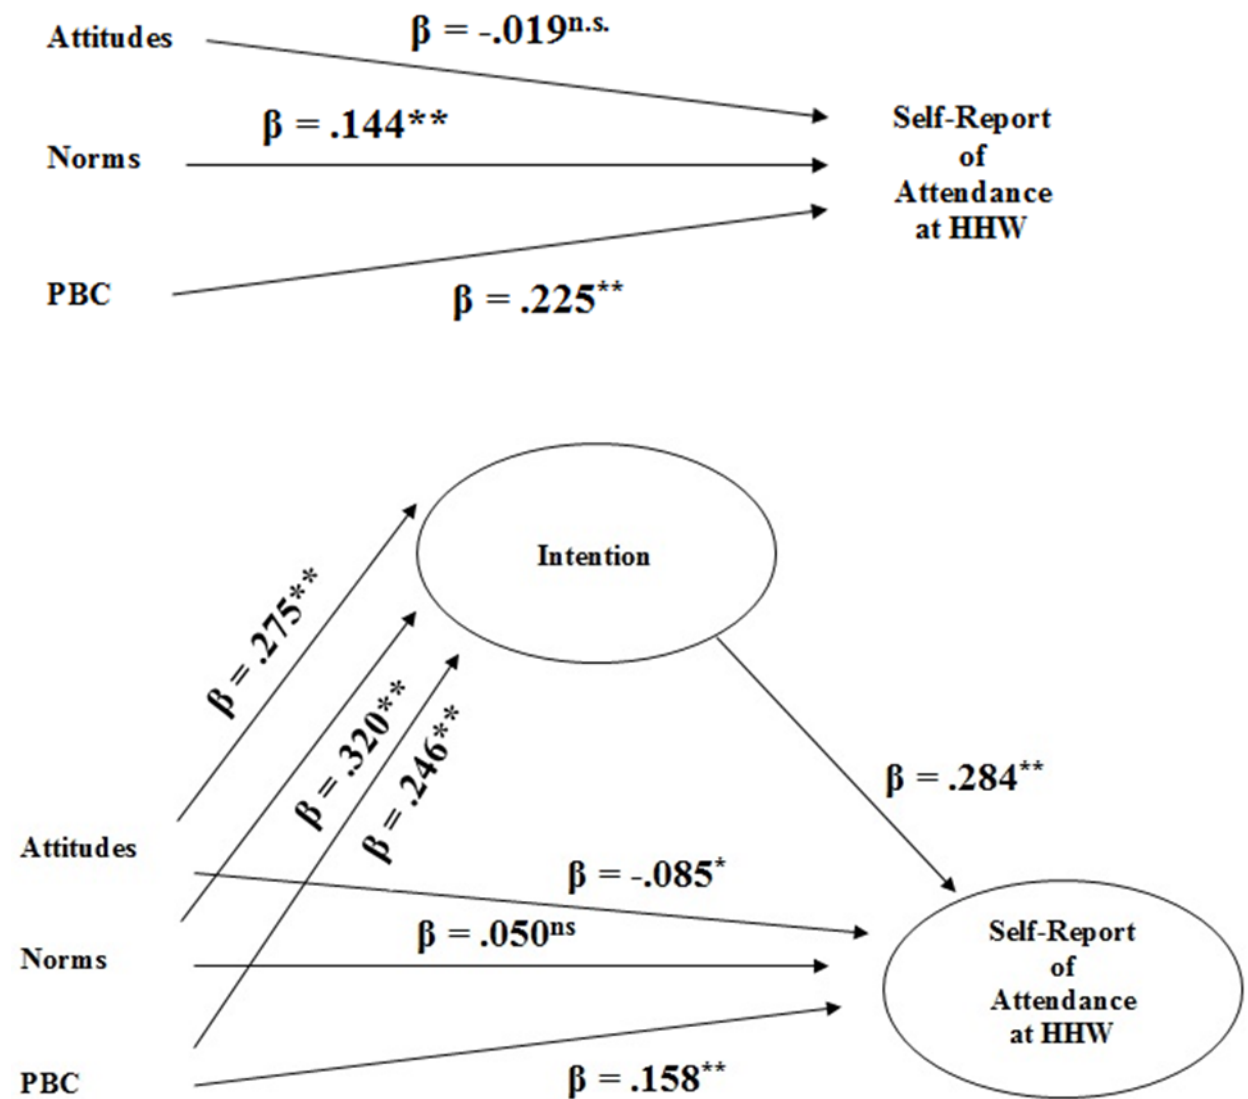 Attitudes
β = -.019n.s.
β = .144**
Norms
PBC
β = .225**
Self-Report
of
Attendance
at HHW
Intention
β = .275**
β = .320**
β = .246**
β = .284**
Attitudes
β = -.085*
Norms
β = .050ns
PBC
β = .158**
Self-Report
of
Attendance
at HHW